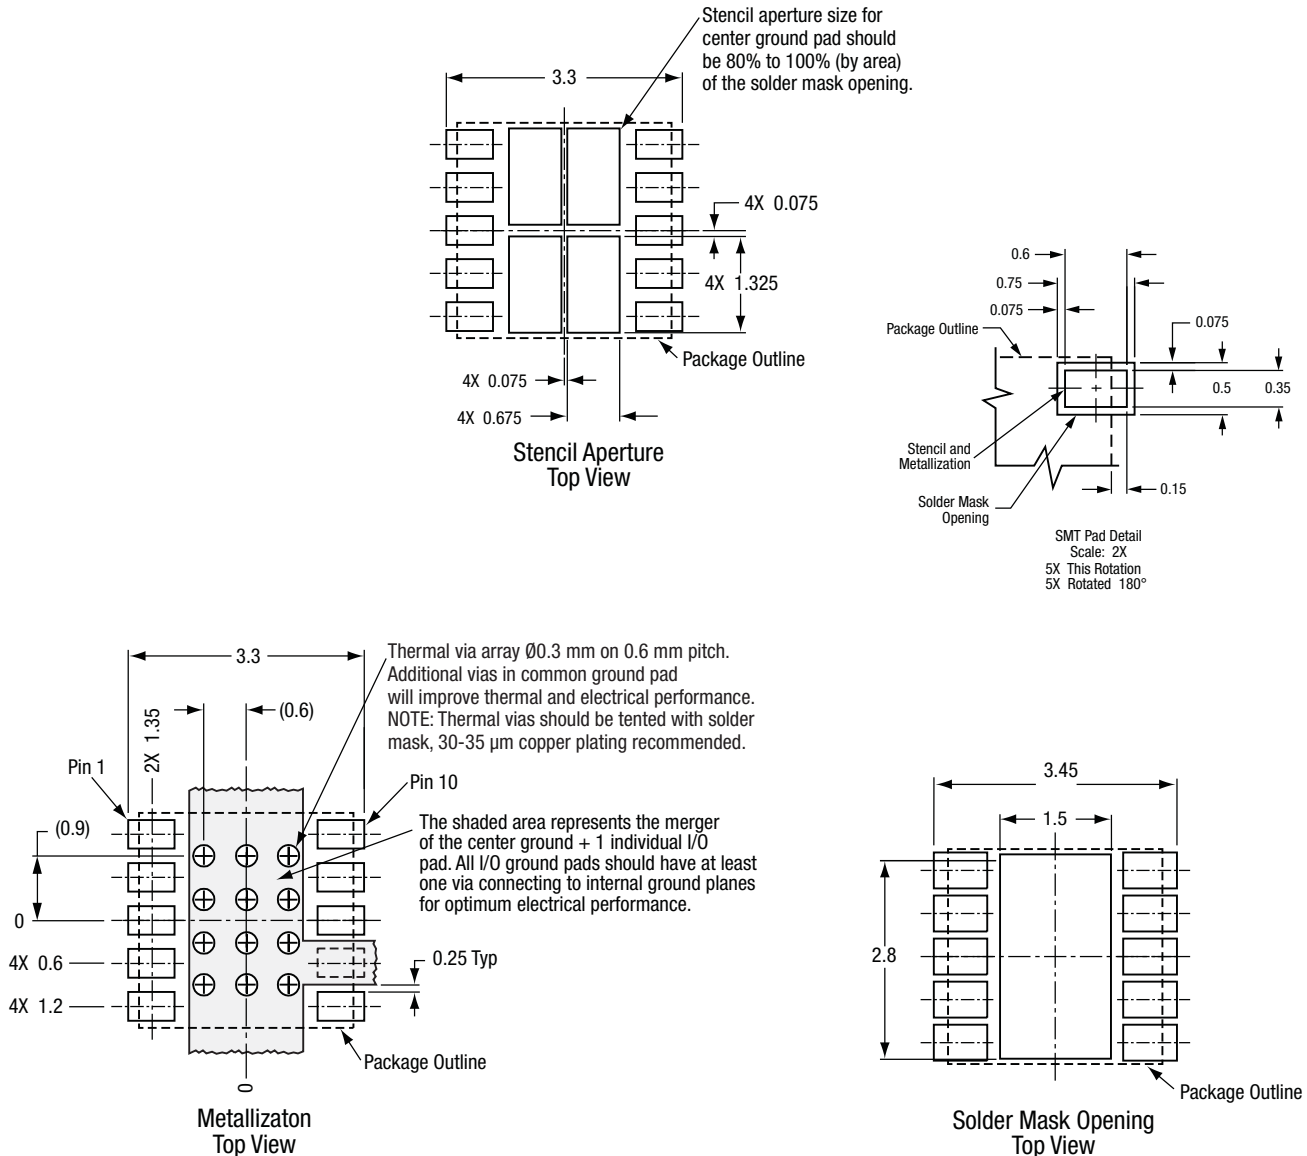 Stencil aperture size for
center ground pad should
be 80% to 100% (by area)
of the solder mask opening.
3.3
4X 0.075
4X 1.325
Package Outline
4X 0.075
4X 0.675
Stencil Aperture
Top View
0.6
0.75
0.075
0.075
Package Outline
0.5
0.35
Stencil and
Metallization
Solder Mask
Opening
0.15
SMT Pad Detail
Scale: 2X
5X This Rotation
5X Rotated 180°
3.3
Thermal via array Ø0.3 mm on 0.6 mm pitch.
Additional vias in common ground pad
will improve thermal and electrical performance.
NOTE: Thermal vias should be tented with solder
mask, 30-35 µm copper plating recommended.
(0.6)
2X 1.35
Pin 1
Pin 10
(0.9)
The shaded area represents the merger
of the center ground + 1 individual I/O
pad. All I/O ground pads should have at least
one via connecting to internal ground planes
for optimum electrical performance.
0
4X 0.6
0.25 Typ
4X 1.2
Package Outline
0
Metallizaton
Top View
3.45
1.5
2.8
Package Outline
Solder Mask Opening
Top View